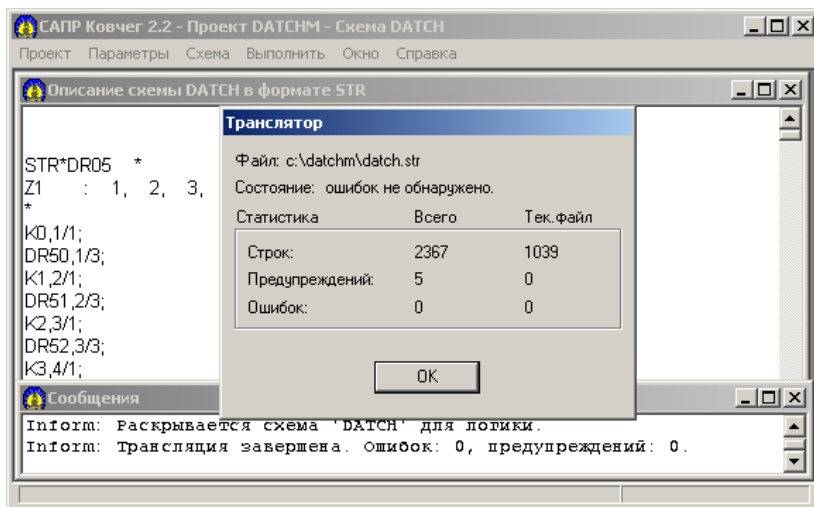 САПР Ковчег 2.2 - Проект DATCHM - Схема DATCH
Проект Параметры Схема Выполнить Окно Справка
Описание схемы DATCH в формате STR
STR*DR05 *
Z1 : 1, 2, 3,
*
K0,1/1;
DR50,1/3;
K1,2/1;
DR51,2/3;
K2,3/1;
DR52,3/3;
K3,4/1;
Транслятор
Файл: c:\datchm\datch.str
Состояние: ошибок не обнаружено.
Статистика Всего Тек.файл
Строк: 2367 1039
Предупреждений: 5 0
Ошибок: 0 0
OK
Сообщения
Inform: Раскрывается схема 'DATCH' для логики.
Inform: Трансляция завершена. Ошибок: 0, предупреждений: 0.